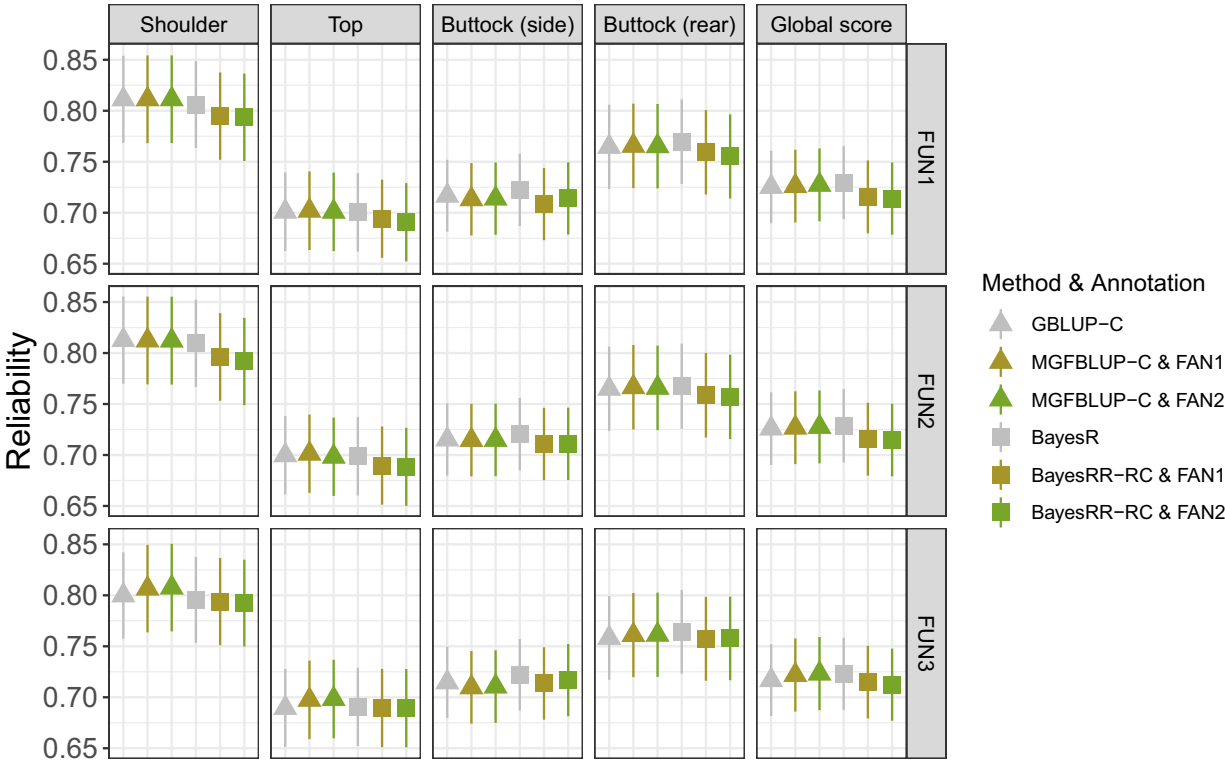 Shoulder Top Buttock (side) Buttock (rear) Global score
0.85
0.80
0.75
0.70
0.65
FUN1
0.85
0.80
0.75
0.70
0.65
FUN2
0.85
0.80
0.75
0.70
0.65
FUN3
Reliability
Method & Annotation
GBLUP−C
MGFBLUP−C & FAN1
MGFBLUP−C & FAN2
BayesR
BayesRR−RC & FAN1
BayesRR−RC & FAN2